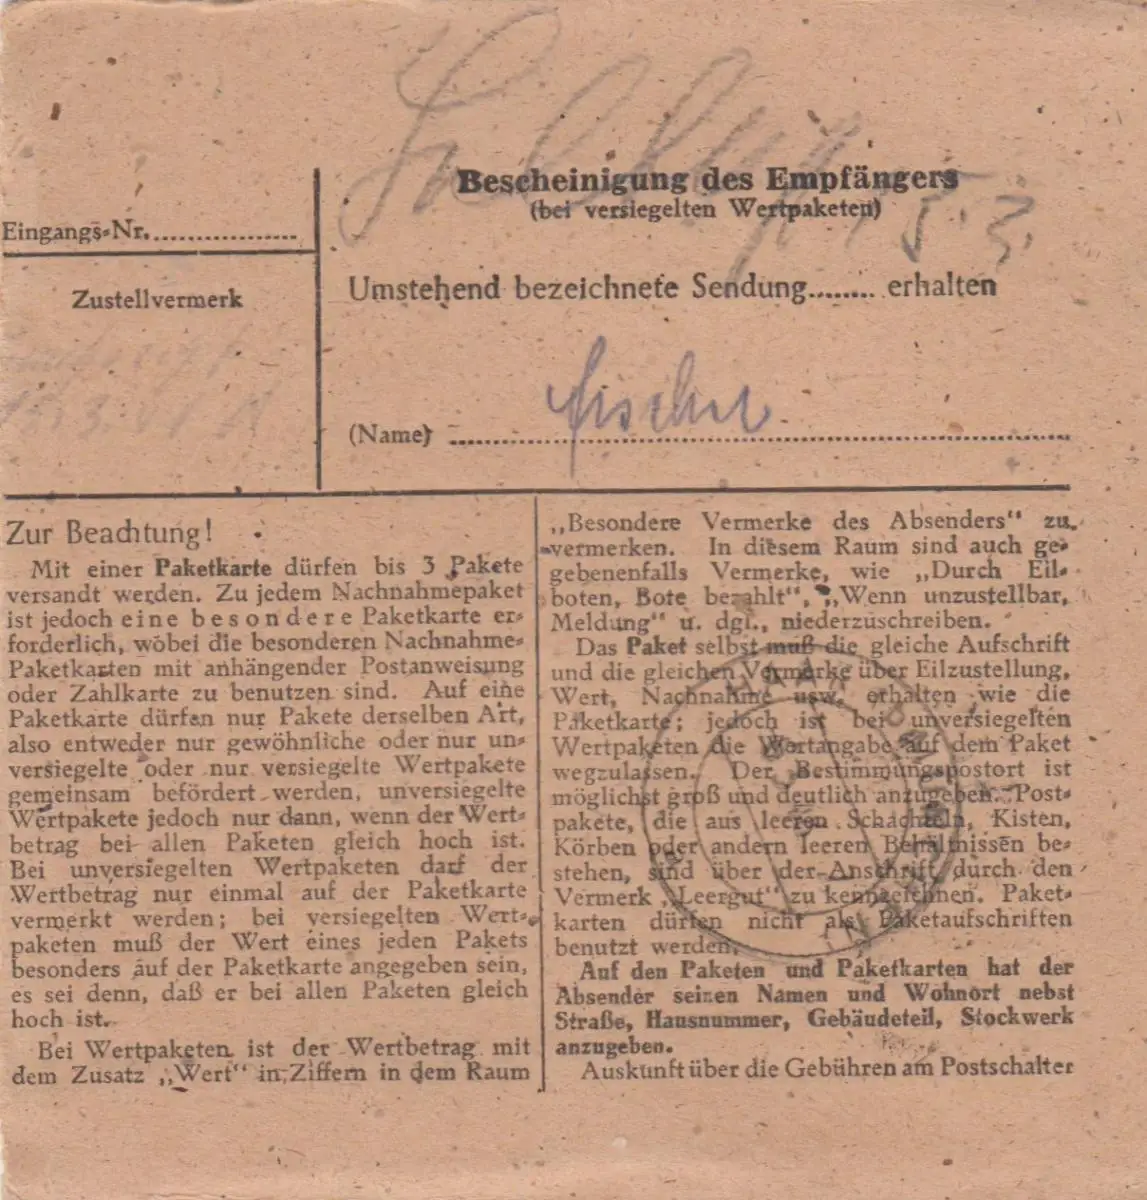 Bescheinigung des Empfängers
(bei versiegelten Wertpaketen)
Eingangs-Nr.
5.3.
Zustellvermerk
Umstehend bezeichnete Sendung........ erhalten
(Name) Fischer
Zur Beachtung!
Mit einer Paketkarte dürfen bis 3 Pakete
versandt werden. Zu jedem Nachnahmepaket
ist jedoch eine besondere Paketkarte er-
forderlich, wobei die besonderen Nachnahme-
Paketkarten mit anhängender Postanweisung
oder Zahlkarte zu benutzen sind. Auf eine
Paketkarte dürfen nur Pakete derselben Art,
also entweder nur gewöhnliche oder nur un-
versiegelte oder nur versiegelte Wertpakete
gemeinsam befördert werden, unversiegelte
Wertpakete jedoch nur dann, wenn der Wert-
betrag bei allen Paketen gleich hoch ist.
Bei unversiegelten Wertpaketen darf der
Wertbetrag nur einmal auf der Paketkarte
vermerkt werden; bei versiegelten Wert-
paketen muß der Wert eines jeden Pakets
besonders auf der Paketkarte angegeben sein,
es sei denn, daß er bei allen Paketen gleich
hoch ist.
Bei Wertpaketen ist der Wertbetrag mit
dem Zusatz „Wert" in Ziffern in dem Raum
„Besondere Vermerke des Absenders" zu
vermerken. In diesem Raum sind auch ge-
gebenenfalls Vermerke, wie „Durch Eil-
boten, Bote bezahlt", „Wenn unzustellbar,
Meldung" u. dgl., niederzuschreiben.
Das Paket selbst muß die gleiche Aufschrift
und die gleichen Vermerke über Eilzustellung,
Wert, Nachnahme usw. erhalten wie die
Paketkarte; jedoch ist bei unversiegelten
Wertpaketen die Wertangabe auf dem Paket
wegzulassen. Der Bestimmungspostort ist
möglichst groß und deutlich anzugeben. Post-
pakete, die aus leeren Schachteln, Kisten,
Körben oder andern leeren Behältnissen be-
stehen, sind über der Anschrift durch den
Vermerk „Leergut" zu kennzeichnen. Paket-
karten dürfen nicht als Paketaufschriften
benutzt werden.
Auf den Paketen und Paketkarten hat der
Absender seinen Namen und Wohnort nebst
Straße, Hausnummer, Gebäudeteil, Stockwerk
anzugeben.
Auskunft über die Gebühren am Postschalter